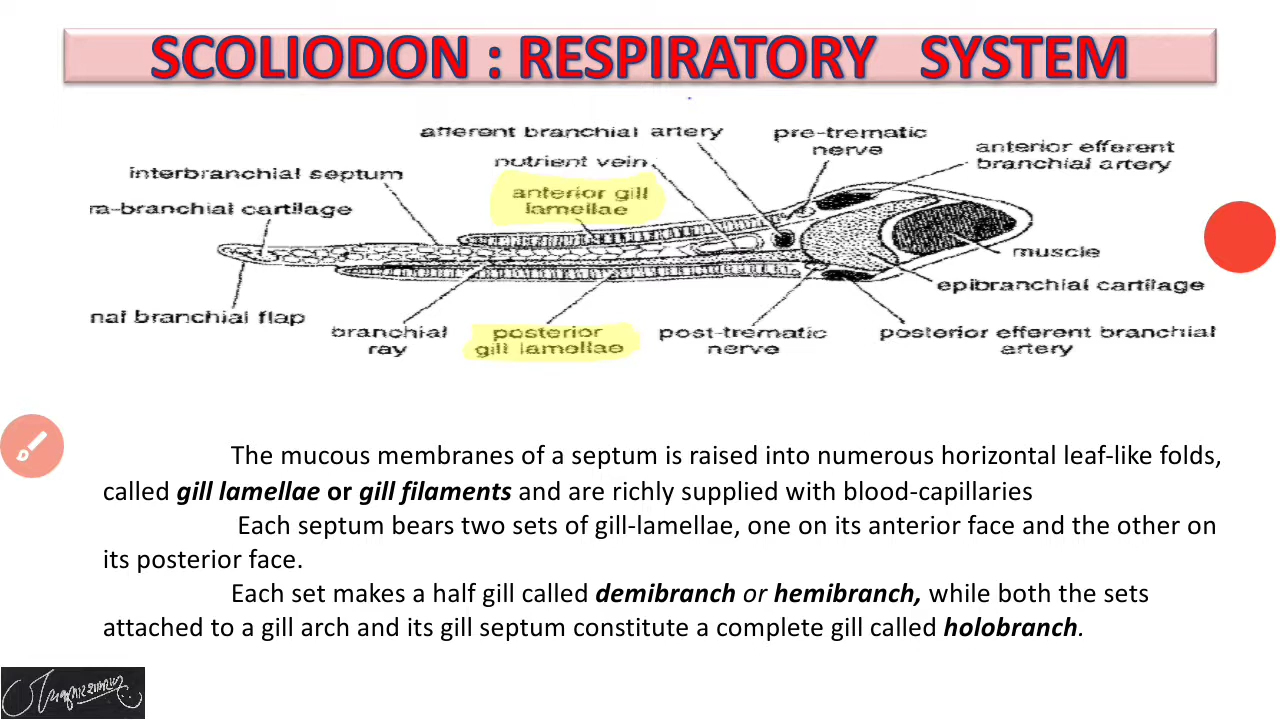 SCOLIODON : RESPIRATORY SYSTEM
afferent branchial artery
pre-trematic
nerve
anterior efferent
branchial artery
nutrient vein
interbranchial septum
anterior gill
lamellae
ra-branchial cartilage
muscle
epibranchial cartilage
nal branchial flap
branchial
ray
posterior
gill lamellae
post-trematic
nerve
posterior efferent branchial
artery
The mucous membranes of a septum is raised into numerous horizontal leaf-like folds,
called gill lamellae or gill filaments and are richly supplied with blood-capillaries
Each septum bears two sets of gill-lamellae, one on its anterior face and the other on
its posterior face.
Each set makes a half gill called demibranch or hemibranch, while both the sets
attached to a gill arch and its gill septum constitute a complete gill called holobranch.